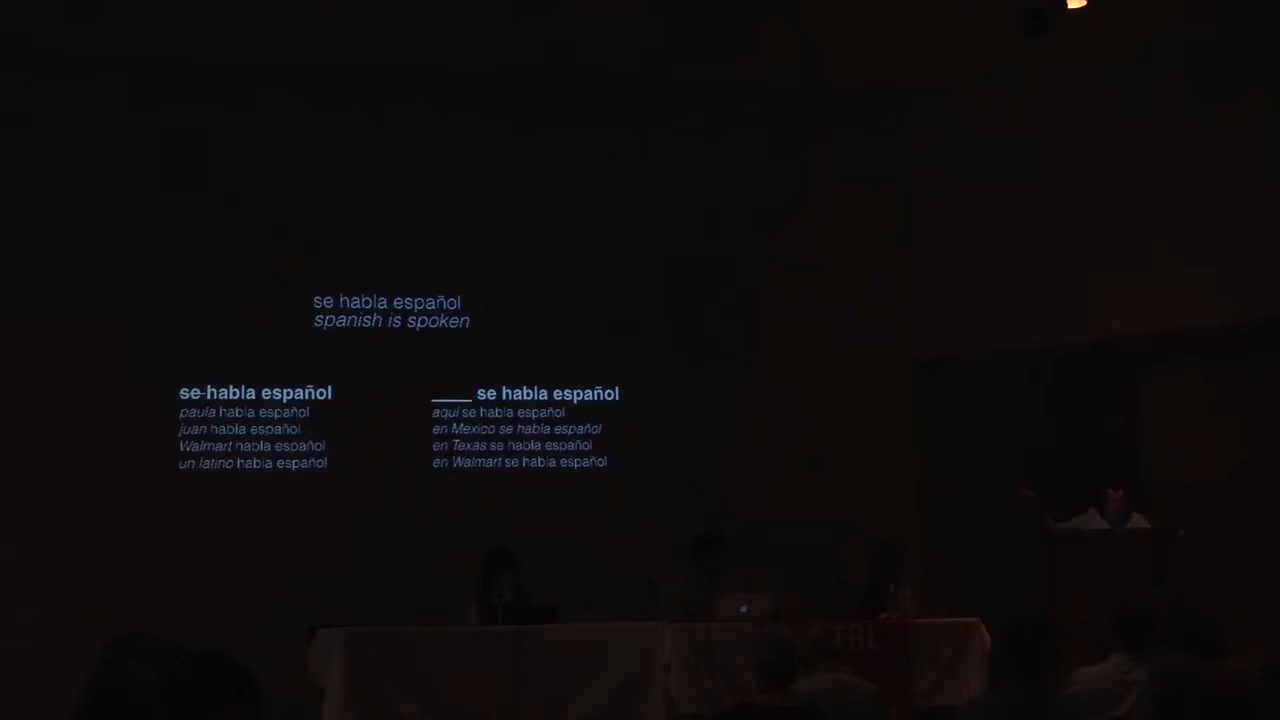 se habla español
spanish is spoken
se habla español
paula habla español
juan habla español
Walmart habla español
un latino habla español
____ se habla español
aquí se habla español
en Mexico se habla español
en Texas se habla español
en Walmart se habla español